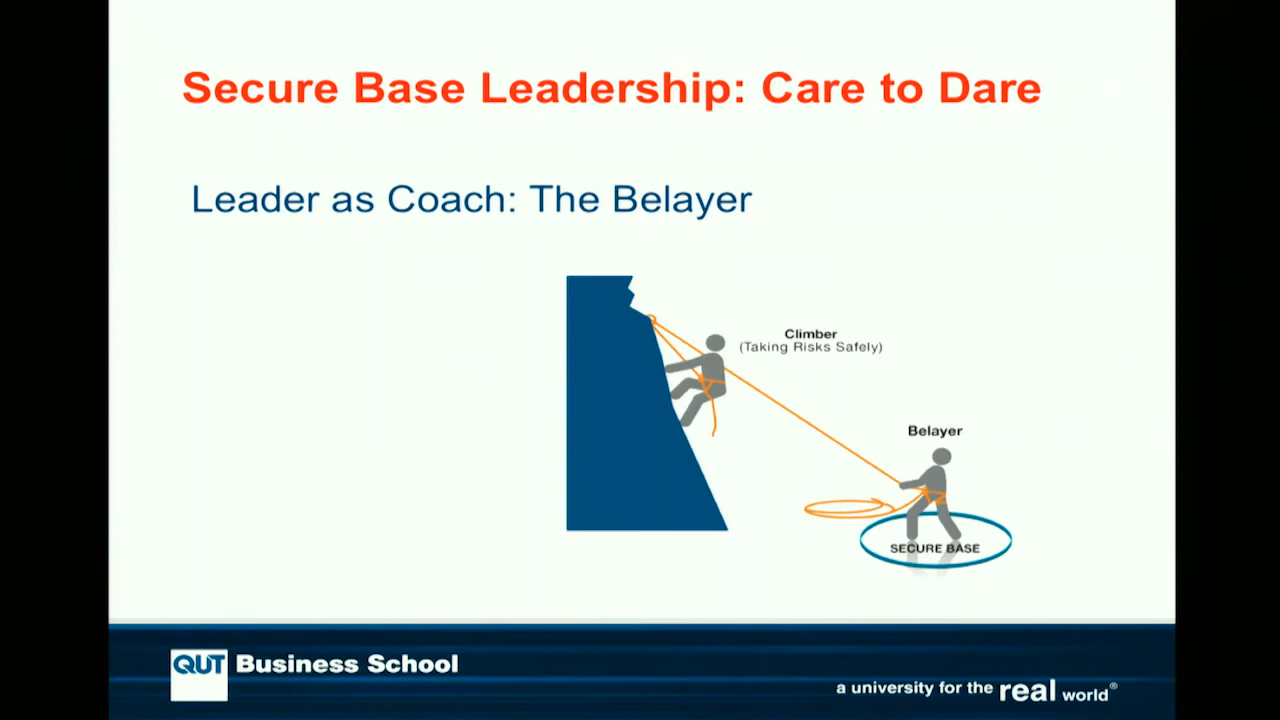 Secure Base Leadership: Care to Dare
Leader as Coach: The Belayer
Climber
(Taking Risks Safely)
Belayer
SECURE BASE
QUT Business School
a university for the real world®